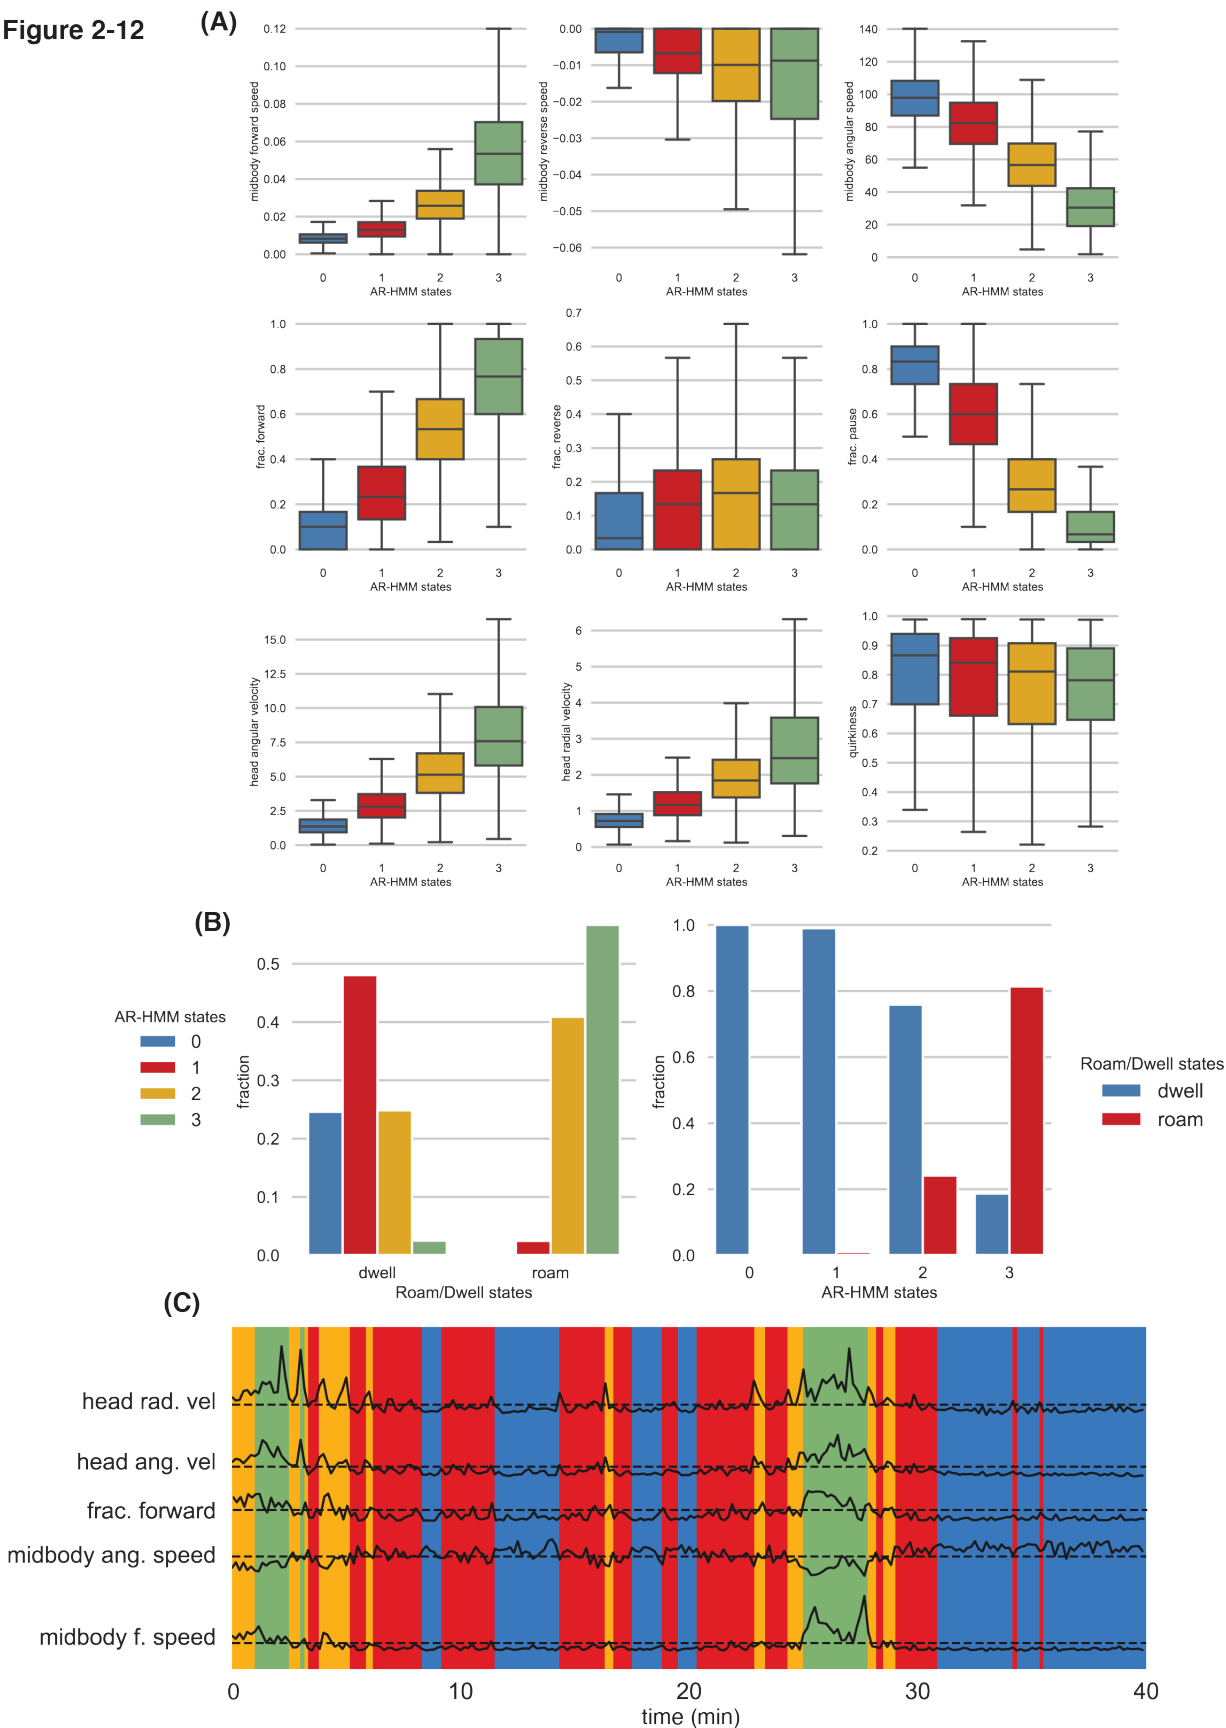 Figure 2-12
(A)
midbody forward speed
0.12
0.10
0.08
0.06
0.04
0.02
0.00
0 1 2 3
AR-HMM states
midbody reverse speed
0.00
−0.01
−0.02
−0.03
−0.04
−0.05
−0.06
0 1 2 3
AR-HMM states
midbody angular speed
140
120
100
80
60
40
20
0
0 1 2 3
AR-HMM states
frac. forward
1.0
0.8
0.6
0.4
0.2
0.0
0 1 2 3
AR-HMM states
frac. reverse
0.7
0.6
0.5
0.4
0.3
0.2
0.1
0.0
0 1 2 3
AR-HMM states
frac. pause
1.0
0.8
0.6
0.4
0.2
0.0
0 1 2 3
AR-HMM states
head angular velocity
15.0
12.5
10.0
7.5
5.0
2.5
0.0
0 1 2 3
AR-HMM states
head radial velocity
6
5
4
3
2
1
0
0 1 2 3
AR-HMM states
quirkiness
1.0
0.9
0.8
0.7
0.6
0.5
0.4
0.3
0.2
0 1 2 3
AR-HMM states
(B)
AR-HMM states
0
1
2
3
fraction
0.5
0.4
0.3
0.2
0.1
0.0
dwell roam
Roam/Dwell states
fraction
1.0
0.8
0.6
0.4
0.2
0.0
0 1 2 3
AR-HMM states
Roam/Dwell states
dwell
roam
(C)
head rad. vel
head ang. vel
frac. forward
midbody ang. speed
midbody f. speed
0 10 20 30 40
time (min)